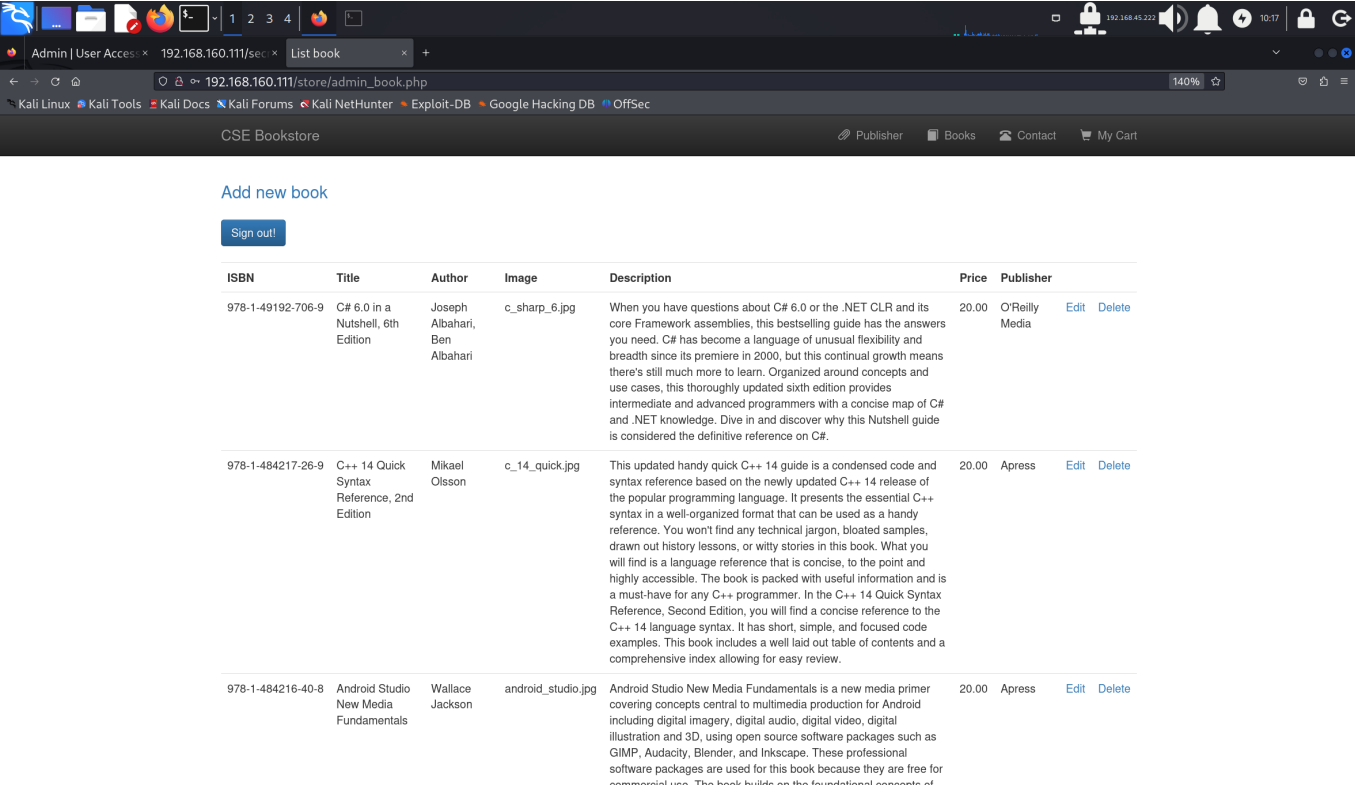 1 2 3 4
192.168.45.222
10:17
Admin | User Access
192.168.160.111/sec
List book
192.168.160.111/store/admin_book.php
140%
Kali Linux Kali Tools Kali Docs Kali Forums Kali NetHunter Exploit-DB Google Hacking DB OffSec
CSE Bookstore Publisher Books Contact My Cart
Add new book
Sign out!
ISBN Title Author Image Description Price Publisher
978-1-49192-706-9 C# 6.0 in a Joseph c_sharp_6.jpg When you have questions about C# 6.0 or the .NET CLR and its 20.00 O'Reilly Edit Delete
Nutshell, 6th Albahari, core Framework assemblies, this bestselling guide has the answers Media
Edition Ben you need. C# has become a language of unusual flexibility and
Albahari breadth since its premiere in 2000, but this continual growth means
there's still much more to learn. Organized around concepts and
use cases, this thoroughly updated sixth edition provides
intermediate and advanced programmers with a concise map of C#
and .NET knowledge. Dive in and discover why this Nutshell guide
is considered the definitive reference on C#.
978-1-484217-26-9 C++ 14 Quick Mikael c_14_quick.jpg This updated handy quick C++ 14 guide is a condensed code and 20.00 Apress Edit Delete
Syntax Olsson syntax reference based on the newly updated C++ 14 release of
Reference, 2nd the popular programming language. It presents the essential C++
Edition syntax in a well-organized format that can be used as a handy
reference. You won't find any technical jargon, bloated samples,
drawn out history lessons, or witty stories in this book. What you
will find is a language reference that is concise, to the point and
highly accessible. The book is packed with useful information and is
a must-have for any C++ programmer. In the C++ 14 Quick Syntax
Reference, Second Edition, you will find a concise reference to the
C++ 14 language syntax. It has short, simple, and focused code
examples. This book includes a well laid out table of contents and a
comprehensive index allowing for easy review.
978-1-484216-40-8 Android Studio Wallace android_studio.jpg Android Studio New Media Fundamentals is a new media primer 20.00 Apress Edit Delete
New Media Jackson covering concepts central to multimedia production for Android
Fundamentals including digital imagery, digital audio, digital video, digital
illustration and 3D, using open source software packages such as
GIMP, Audacity, Blender, and Inkscape. These professional
software packages are used for this book because they are free for
commercial use. The book builds on the foundational concepts of